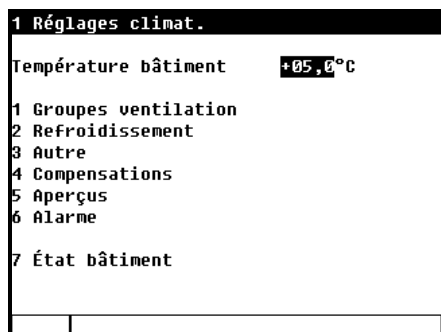 1 Réglages climat.
Température bâtiment +05,0°C
1 Groupes ventilation
2 Refroidissement
3 Autre
4 Compensations
5 Aperçus
6 Alarme
7 État bâtiment